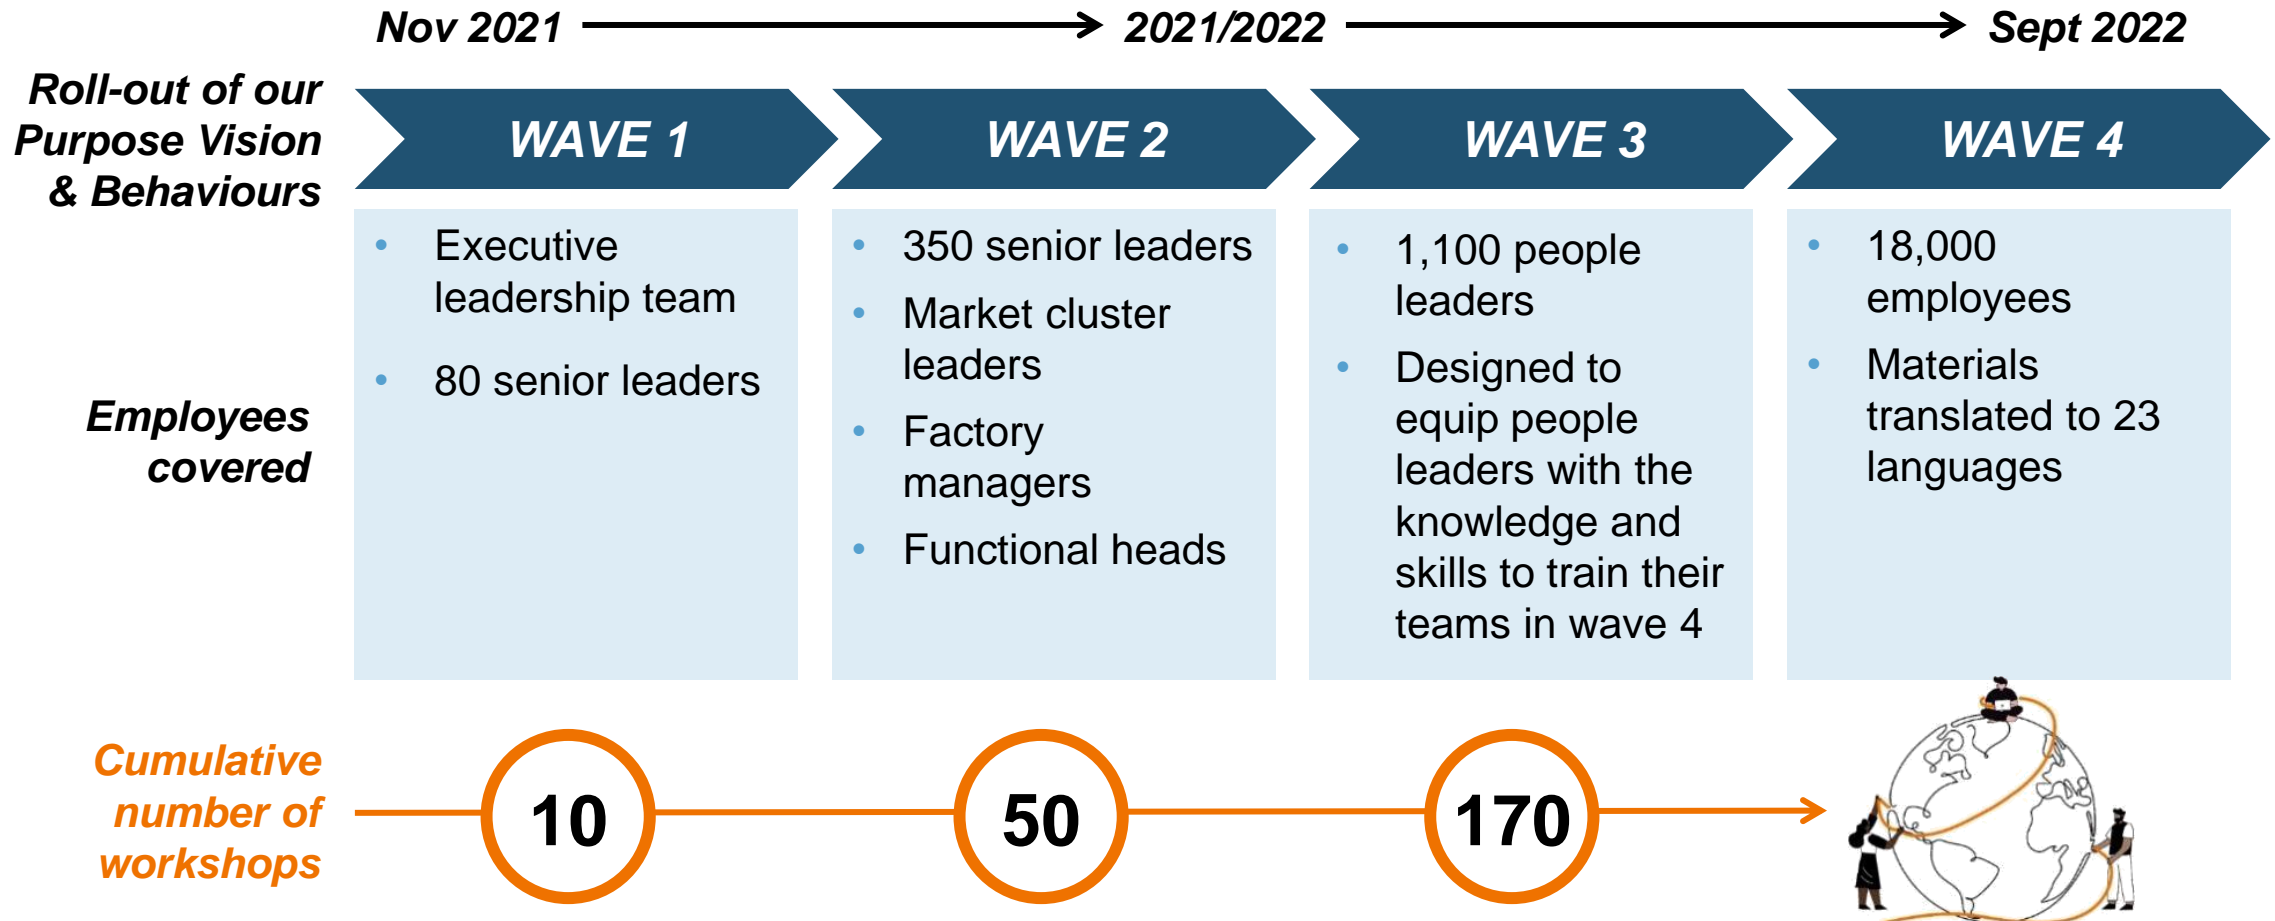 Nov 2021
2021/2022
Sept 2022
Roll-out of our
Purpose Vision
& Behaviours
WAVE 1
WAVE 2
WAVE 3
WAVE 4
Employees
covered
• Executive
leadership team
• 80 senior leaders
• 350 senior leaders
• Market cluster
leaders
• Factory
managers
• Functional heads
• 1,100 people
leaders
• Designed to
equip people
leaders with the
knowledge and
skills to train their
teams in wave 4
• 18,000
employees
• Materials
translated to 23
languages
Cumulative
number of
workshops
10
50
170